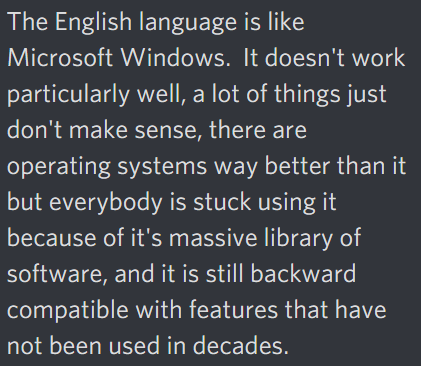 The English language is like
Microsoft Windows.  It doesn't work
particularly well, a lot of things just
don't make sense, there are
operating systems way better than it
but everybody is stuck using it
because of it's massive library of
software, and it is still backward
compatible with features that have
not been used in decades.